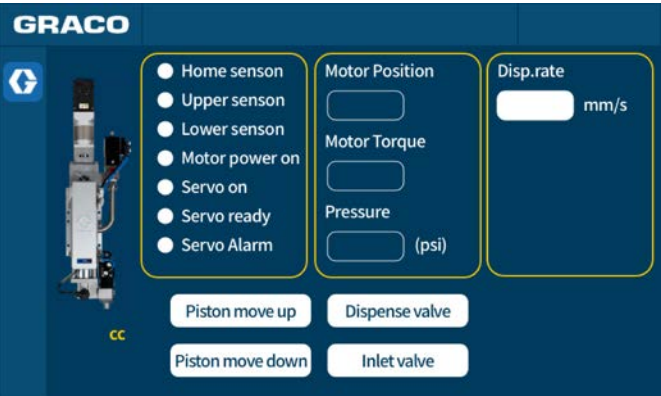 GRACO
Home senson
Upper senson
Lower senson
Motor power on
Servo on
Servo ready
Servo Alarm
Motor Position
Motor Torque
Pressure
(psi)
Disp.rate
mm/s
cc
Piston move up
Dispense valve
Piston move down
Inlet valve